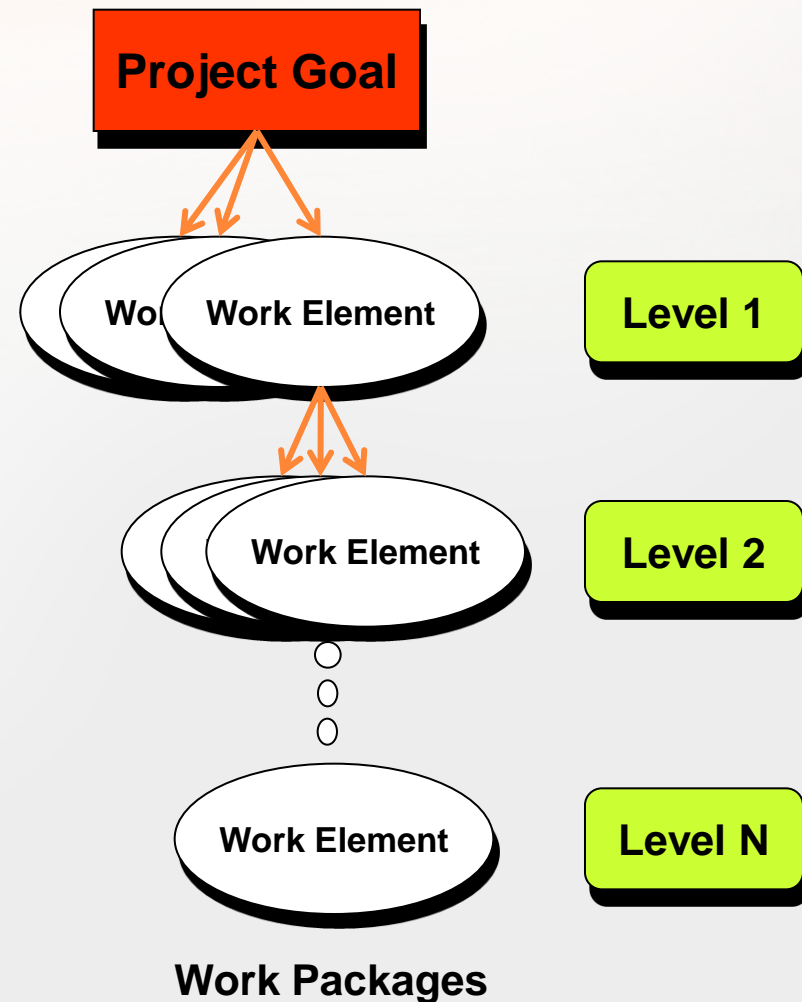 Project Goal
Work Element
Level 1
Work Element
Level 2
Work Element
Level N
Work Packages